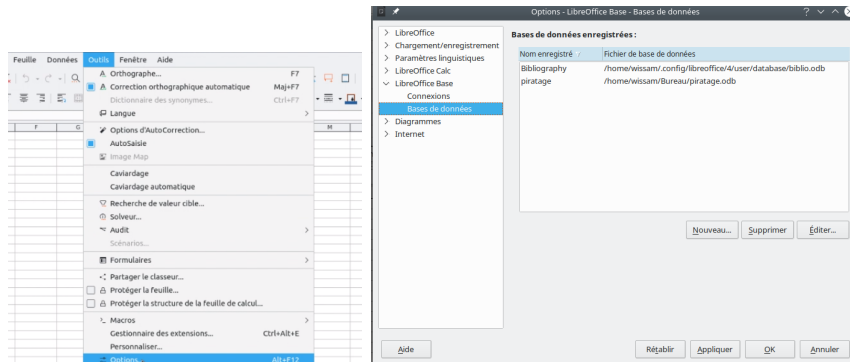 Feuille Données Outils Fenêtre Aide
Orthographe... F7
Correction orthographique automatique Maj+F7
Dictionnaire des synonymes... Ctrl+F7
Langue
Options d'AutoCorrection...
AutoSaisie
Image Map
Caviardage
Caviardage automatique
Recherche de valeur cible...
Solveur...
Audit
Scénarios...
Formulaires
Partager le classeur...
Protéger la feuille...
Protéger la structure de la feuille de calcul...
Macros
Gestionnaire des extensions... Ctrl+Alt+E
Personnaliser...
Options... Alt+F12
F G M
Options - LibreOffice Base - Bases de données
LibreOffice
Chargement/enregistrement
Paramètres linguistiques
LibreOffice Calc
LibreOffice Base
Connexions
Bases de données
Diagrammes
Internet
Bases de données enregistrées :
Nom enregistré Fichier de base de données
Bibliography /home/wissam/.config/libreoffice/4/user/database/biblio.odb
piratage /home/wissam/Bureau/piratage.odb
Nouveau... Supprimer Éditer...
Aide Rétablir Appliquer OK Annuler